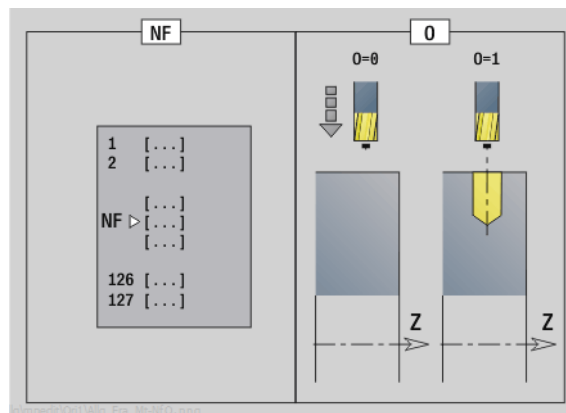 NF
O
O=0
O=1
1 [...]
2 [...]
[...]
NF [...]
[...]
126 [...]
127 [...]
Z
Z